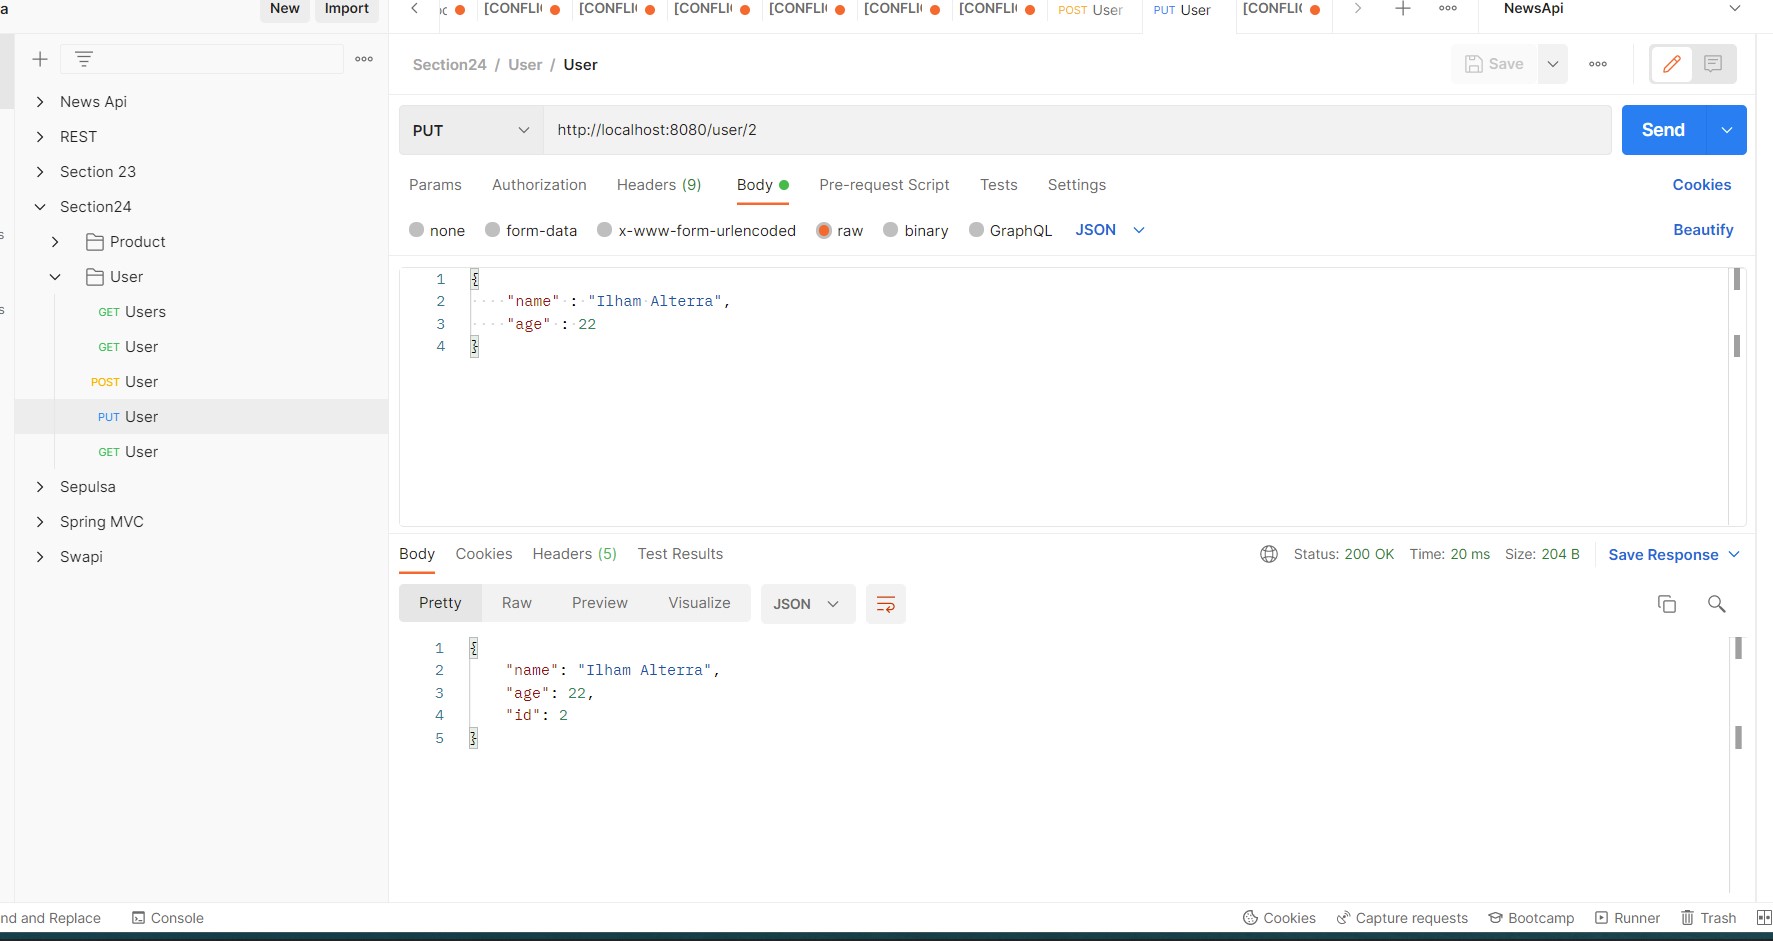 a
New
Import
[CONFLI
[CONFLI
[CONFLI
[CONFLI
[CONFLI
[CONFLI
POST User
PUT User
[CONFLI
NewsApi
News Api
REST
Section 23
Section24
Product
User
GET Users
GET User
POST User
PUT User
GET User
Sepulsa
Spring MVC
Swapi
s
s
Section24 / User / User
Save
PUT
http://localhost:8080/user/2
Send
Params Authorization Headers (9) Body Pre-request Script Tests Settings
Cookies
none form-data x-www-form-urlencoded raw binary GraphQL JSON
Beautify
1 {
2 ····"name"·:·"Ilham·Alterra",
3 ····"age"·:·22
4 }
Body Cookies Headers (5) Test Results
Status: 200 OK Time: 20 ms Size: 204 B
Save Response
Pretty Raw Preview Visualize JSON
1 {
2 "name": "Ilham Alterra",
3 "age": 22,
4 "id": 2
5 }
nd and Replace Console
Cookies Capture requests Bootcamp Runner Trash